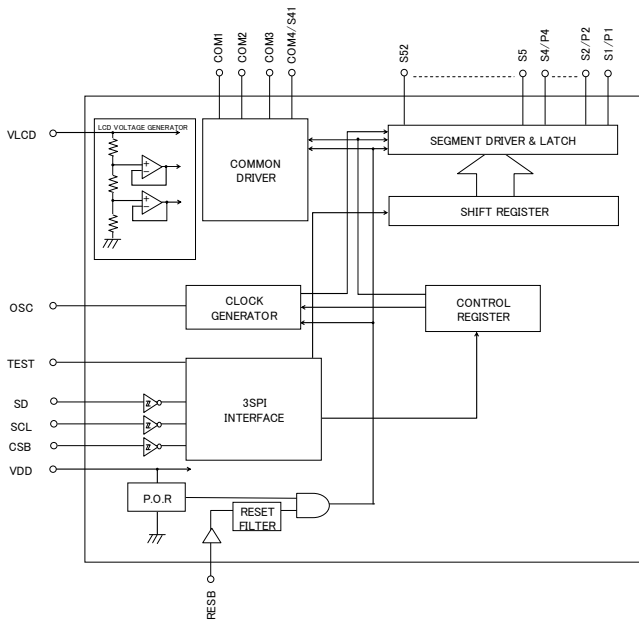 COM1
COM2
COM3
COM4/S41
S52
S5
S4/P4
S2/P2
S1/P1
VLCD
LCD VOLTAGE GENERATOR
COMMON
DRIVER
SEGMENT DRIVER & LATCH
SHIFT REGISTER
OSC
CLOCK
GENERATOR
CONTROL
REGISTER
TEST
SD
SCL
CSB
3SPI
INTERFACE
VDD
P.O.R
RESET
FILTER
RESB